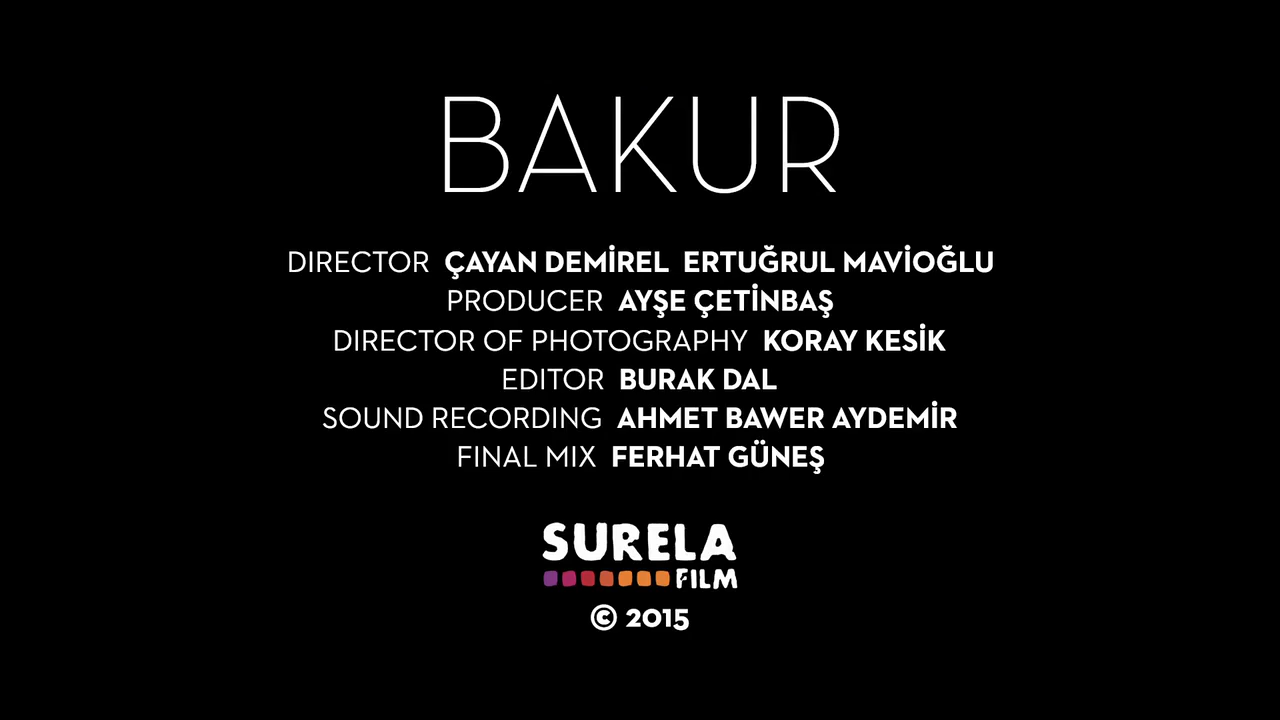 BAKUR
DIRECTOR ÇAYAN DEMİREL ERTUĞRUL MAVİOĞLU
PRODUCER AYŞE ÇETİNBAŞ
DIRECTOR OF PHOTOGRAPHY KORAY KESİK
EDITOR BURAK DAL
SOUND RECORDING AHMET BAWER AYDEMİR
FINAL MIX FERHAT GÜNEŞ
SURELA
FILM
© 2015